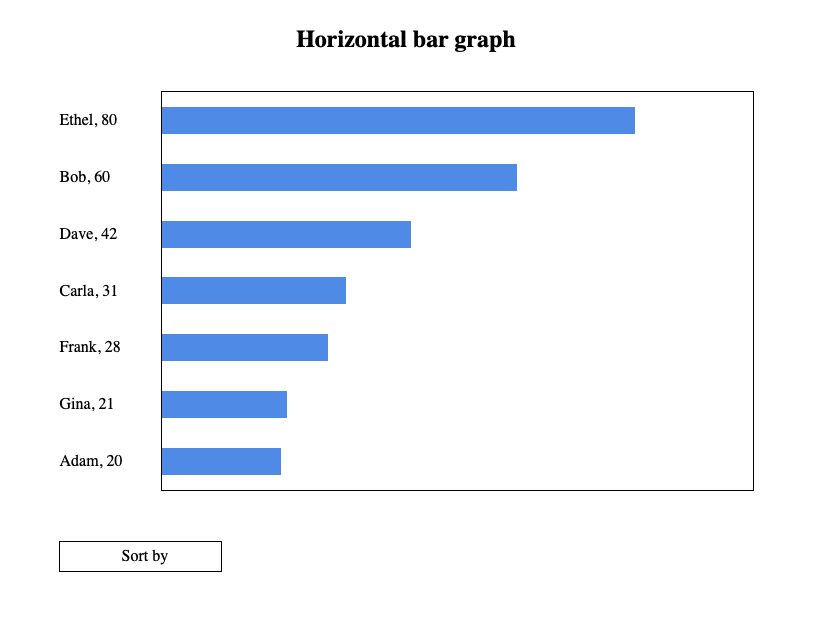 Horizontal bar graph
Ethel, 80
Bob, 60
Dave, 42
Carla, 31
Frank, 28
Gina, 21
Adam, 20
Sort by